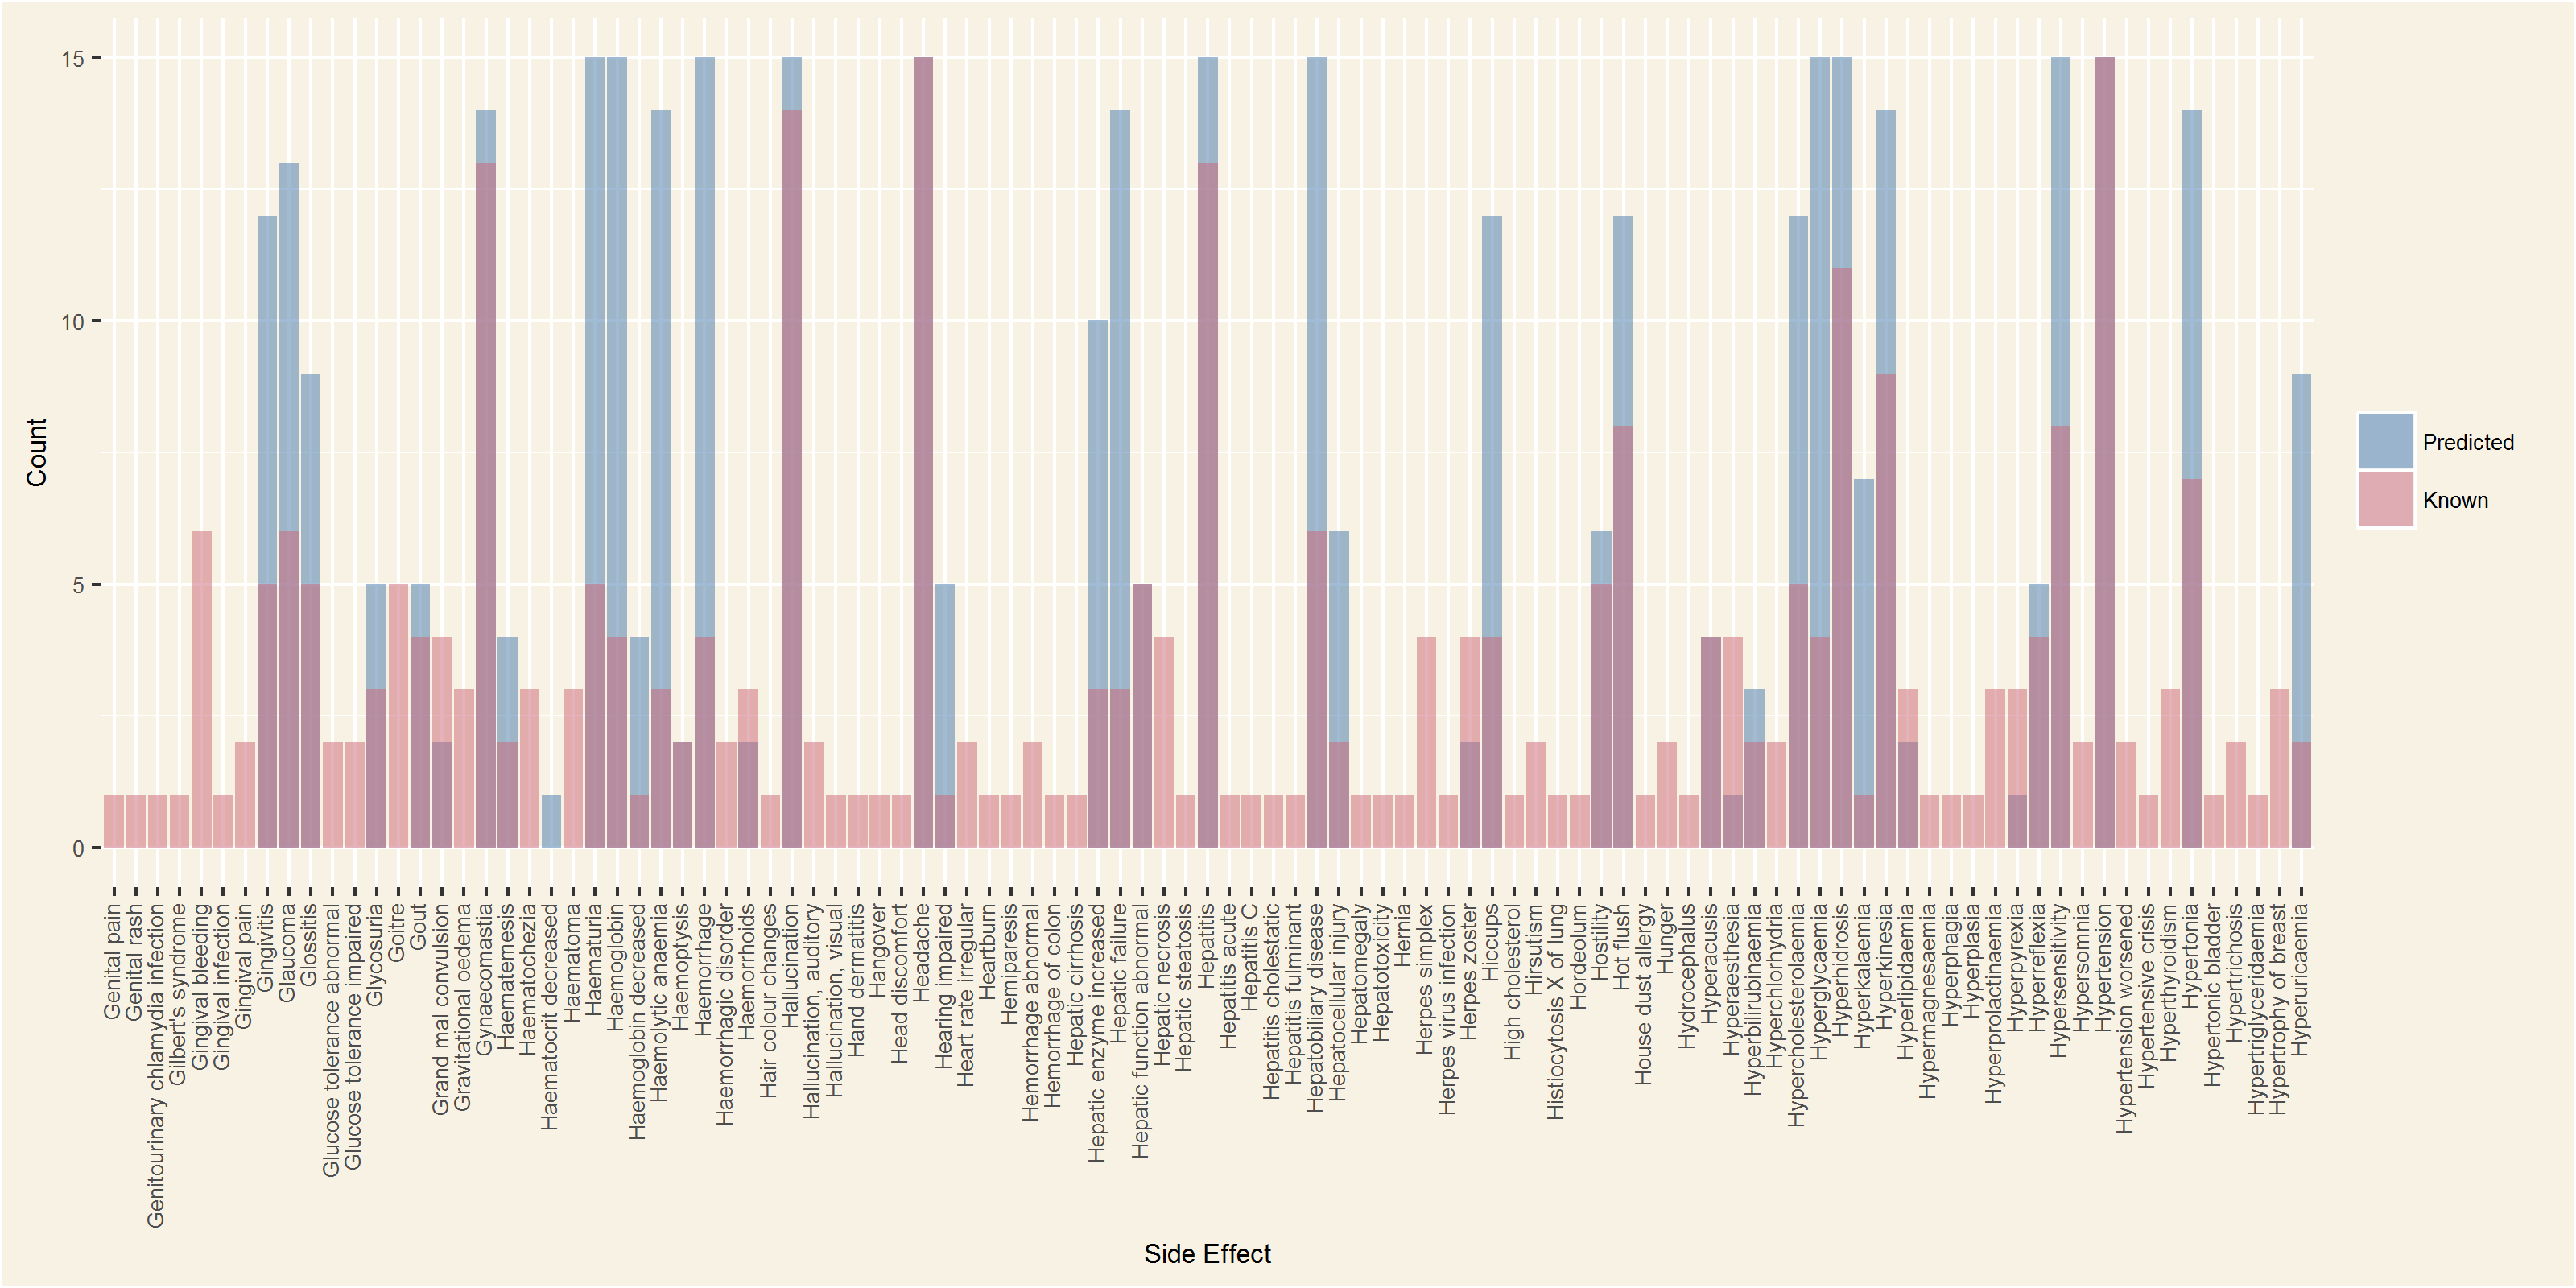 15
10
5
0
Count
Genital pain
Genital rash
Genitourinary chlamydia infection
Gilbert's syndrome
Gingival bleeding
Gingival infection
Gingival pain
Gingivitis
Glaucoma
Glossitis
Glucose tolerance abnormal
Glucose tolerance impaired
Glycosuria
Goitre
Gout
Grand mal convulsion
Gravitational oedema
Gynaecomastia
Haematemesis
Haematochezia
Haematocrit decreased
Haematoma
Haematuria
Haemoglobin
Haemoglobin decreased
Haemolytic anaemia
Haemoptysis
Haemorrhage
Haemorrhagic disorder
Haemorrhoids
Hair colour changes
Hallucination
Hallucination, auditory
Hallucination, visual
Hand dermatitis
Hangover
Head discomfort
Headache
Hearing impaired
Heart rate irregular
Heartburn
Hemiparesis
Hemorrhage abnormal
Hemorrhage of colon
Hepatic cirrhosis
Hepatic enzyme increased
Hepatic failure
Hepatic function abnormal
Hepatic necrosis
Hepatic steatosis
Hepatitis
Hepatitis acute
Hepatitis C
Hepatitis cholestatic
Hepatitis fulminant
Hepatobiliary disease
Hepatocellular injury
Hepatomegaly
Hepatotoxicity
Hernia
Herpes simplex
Herpes virus infection
Herpes zoster
Hiccups
High cholesterol
Hirsutism
Histiocytosis X of lung
Hordeolum
Hostility
Hot flush
House dust allergy
Hunger
Hydrocephalus
Hyperacusis
Hyperaesthesia
Hyperbilirubinaemia
Hyperchlorhydria
Hypercholesterolaemia
Hyperglycaemia
Hyperhidrosis
Hyperkalaemia
Hyperkinesia
Hyperlipidaemia
Hypermagnesaemia
Hyperphagia
Hyperplasia
Hyperprolactinaemia
Hyperpyrexia
Hyperreflexia
Hypersensitivity
Hypersomnia
Hypertension
Hypertension worsened
Hypertensive crisis
Hyperthyroidism
Hypertonia
Hypertonic bladder
Hypertrichosis
Hypertriglyceridaemia
Hypertrophy of breast
Hyperuricaemia
Side Effect
Predicted
Known